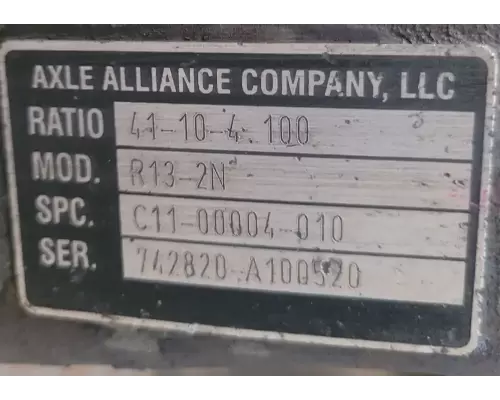 AXLE ALLIANCE COMPANY, LLC
RATIO 41-10-4.100
MOD. R13-2N
SPC. C11-00004-010
SER. 742820-A100520